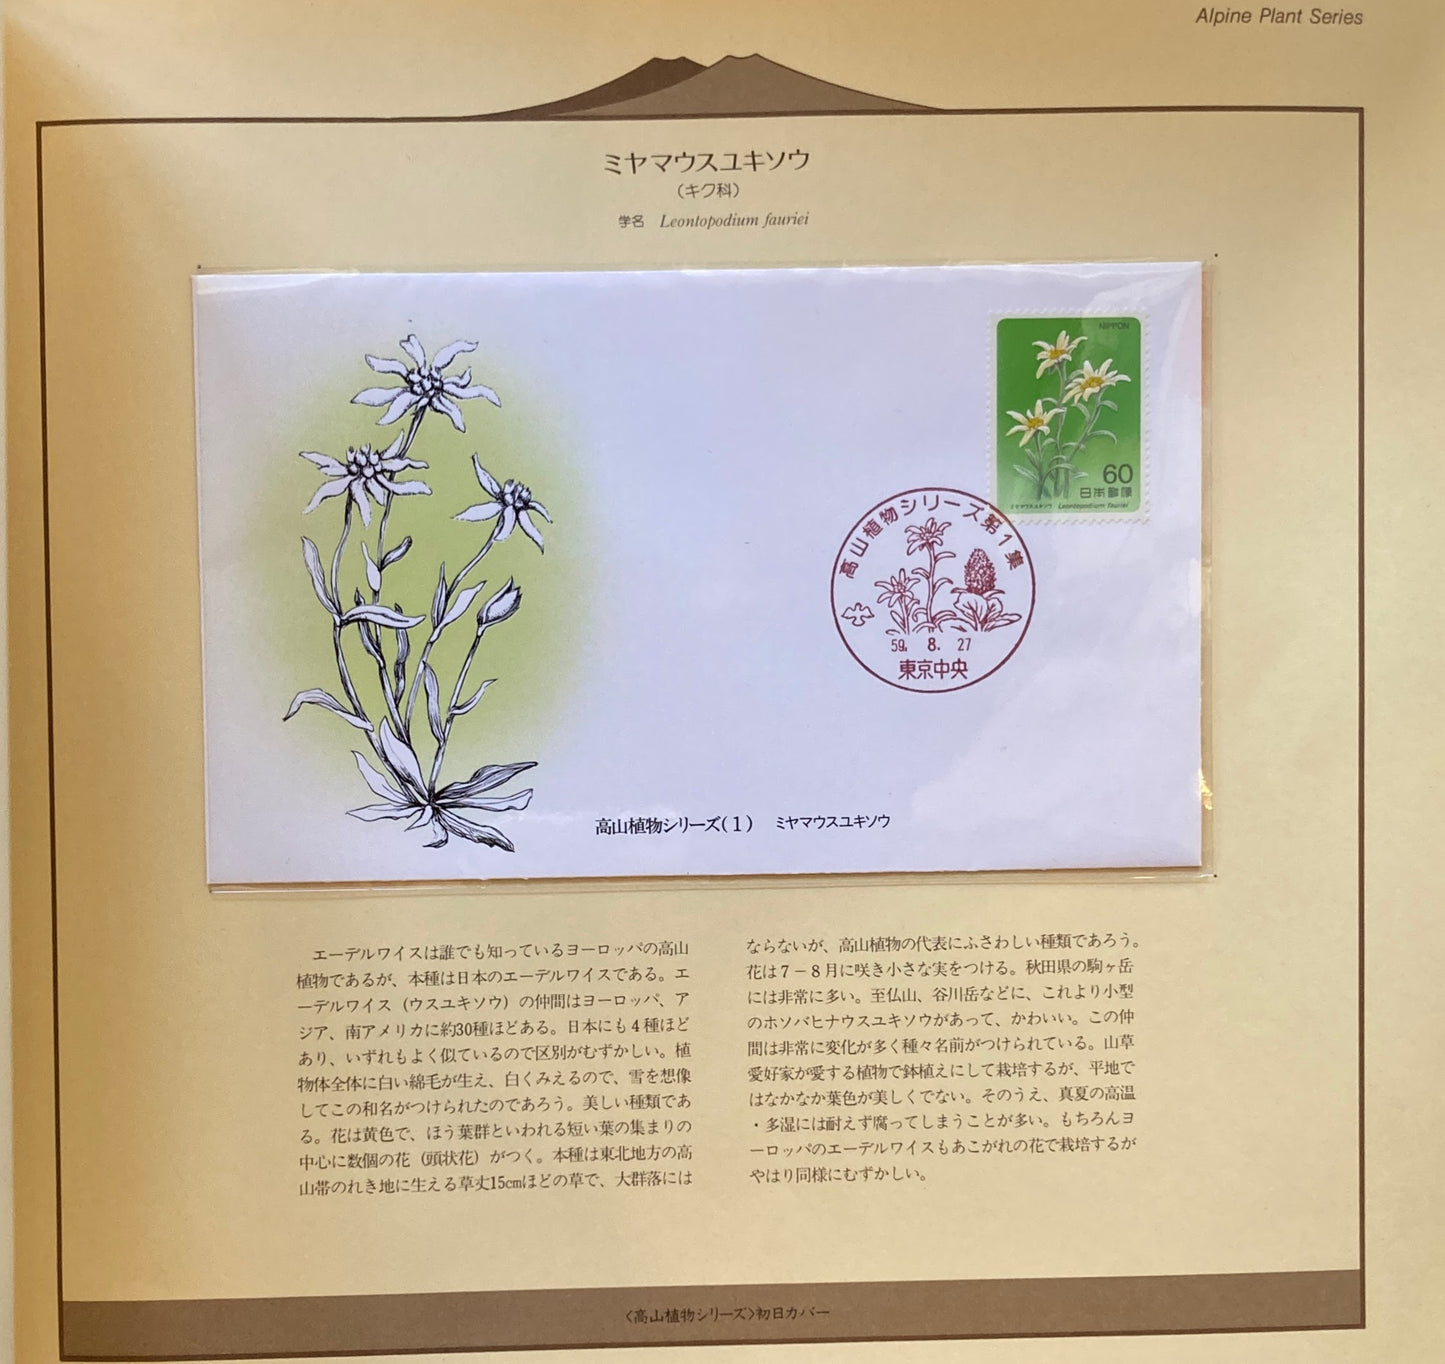 Alpine Plant Series
ミヤマウスユキソウ
(キク科)
学名 Leontopodium fauriei
NIPPON
60
日本郵便
ミヤマウスユキソウ Leontopodium fauriei
高山植物シリーズ第1集
59. 8. 27
東京中央
高山植物シリーズ(1) ミヤマウスユキソウ
エーデルワイスは誰でも知っているヨーロッパの高山
植物であるが、本種は日本のエーデルワイスである。エ
ーデルワイス(ウスユキソウ)の仲間はヨーロッパ、ア
ジア、南アメリカに約30種ほどある。日本にも4種ほど
あり、いずれもよく似ているので区別がむずかしい。植
物体全体に白い綿毛が生え、白くみえるので、雪を想像
してこの和名がつけられたのであろう。美しい種類であ
る。花は黄色で、ほう葉群といわれる短い葉の集まりの
中心に数個の花(頭状花)がつく。本種は東北地方の高
山帯のれき地に生える草丈15cmほどの草で、大群落には
ならないが、高山植物の代表にふさわしい種類であろう。
花は7-8月に咲き小さな実をつける。秋田県の駒ヶ岳
には非常に多い。至仏山、谷川岳などに、これより小型
のホソバヒナウスユキソウがあって、かわいい。この仲
間は非常に変化が多く種々名前がつけられている。山草
愛好家が愛する植物で鉢植えにして栽培するが、平地で
はなかなか葉色が美しくでない。そのうえ、真夏の高温
・多湿には耐えず腐ってしまうことが多い。もちろんヨ
ーロッパのエーデルワイスもあこがれの花で栽培するが
やはり同様にむずかしい。
〈高山植物シリーズ〉初日カバー